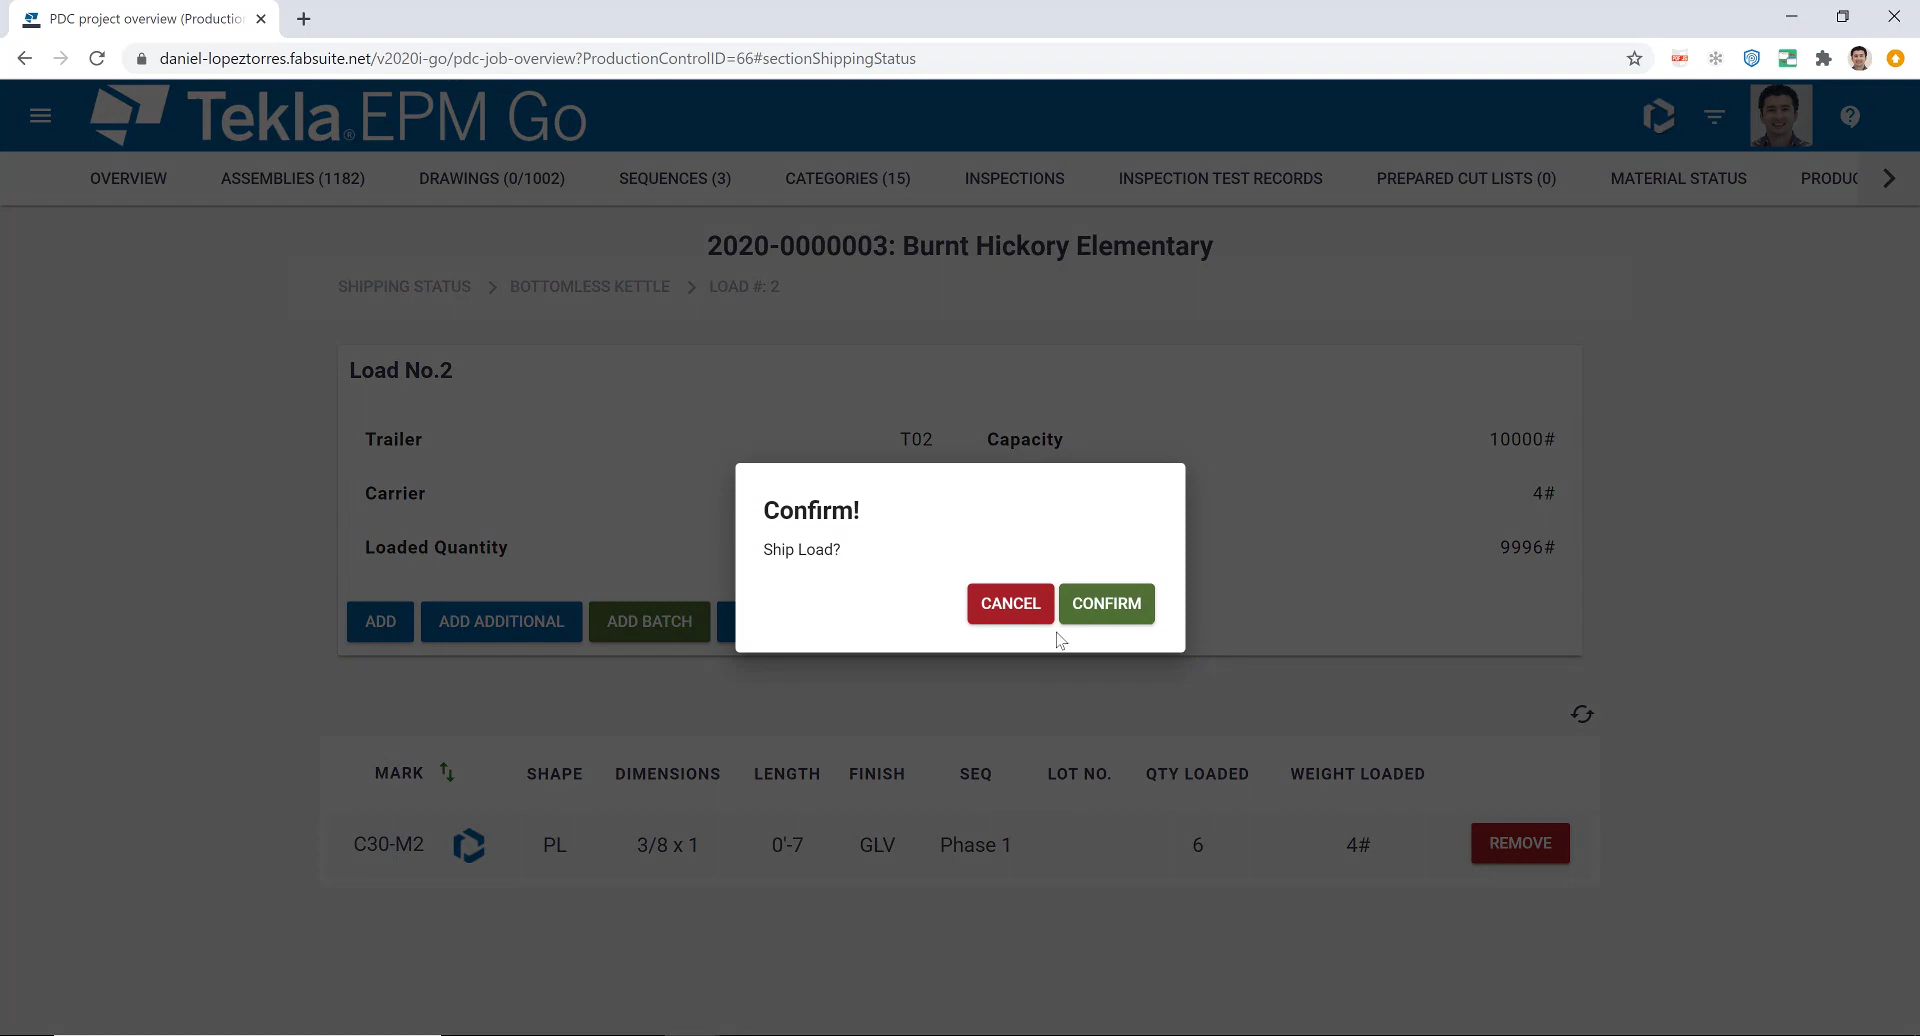 PDC project overview (Productio
daniel-lopeztorres.fabsuite.net/v2020i-go/pdc-job-overview?ProductionControlID=66#sectionShippingStatus
Tekla® EPM Go
OVERVIEW ASSEMBLIES (1182) DRAWINGS (0/1002) SEQUENCES (3) CATEGORIES (15) INSPECTIONS INSPECTION TEST RECORDS PREPARED CUT LISTS (0) MATERIAL STATUS PRODUC
2020-0000003: Burnt Hickory Elementary
SHIPPING STATUS > BOTTOMLESS KETTLE > LOAD #: 2
Load No.2
Trailer T02 Capacity 10000#
Carrier 4#
Loaded Quantity 9996#
Confirm!
Ship Load?
CANCEL CONFIRM
ADD ADD ADDITIONAL ADD BATCH
MARK SHAPE DIMENSIONS LENGTH FINISH SEQ LOT NO. QTY LOADED WEIGHT LOADED
C30-M2 PL 3/8 x 1 0'-7 GLV Phase 1 6 4# REMOVE